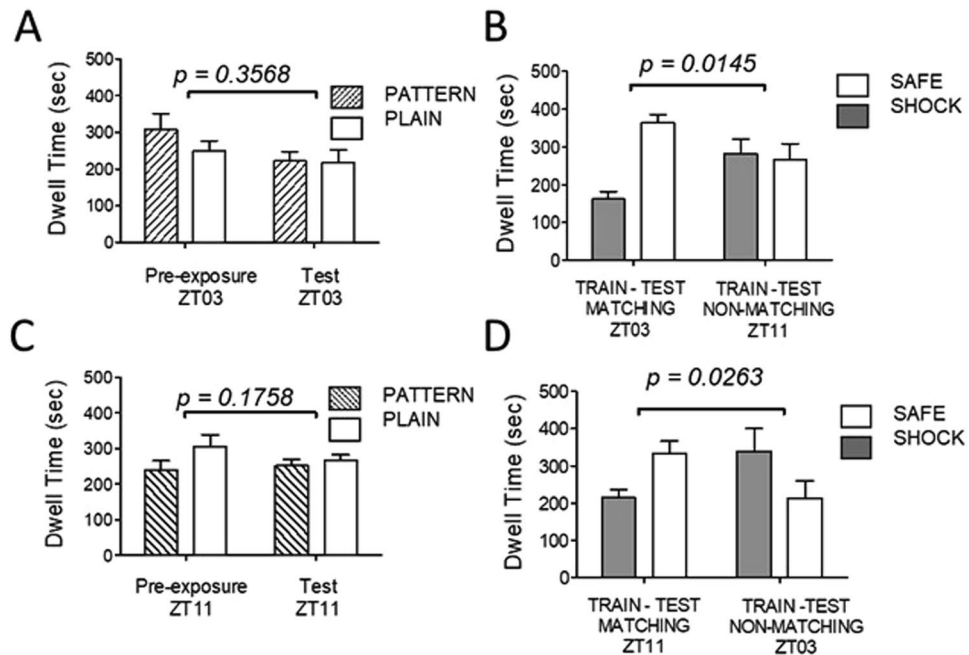 A
Dwell Time (sec)
500
400
300
200
100
0
p = 0.3568
PATTERN
PLAIN
Pre-exposure
ZT03
Test
ZT03
B
Dwell Time (sec)
500
400
300
200
100
0
p = 0.0145
SAFE
SHOCK
TRAIN - TEST
MATCHING
ZT03
TRAIN - TEST
NON-MATCHING
ZT11
C
Dwell Time (sec)
500
400
300
200
100
0
p = 0.1758
PATTERN
PLAIN
Pre-exposure
ZT11
Test
ZT11
D
Dwell Time (sec)
500
400
300
200
100
0
p = 0.0263
SAFE
SHOCK
TRAIN - TEST
MATCHING
ZT11
TRAIN -TEST
NON-MATCHING
ZT03